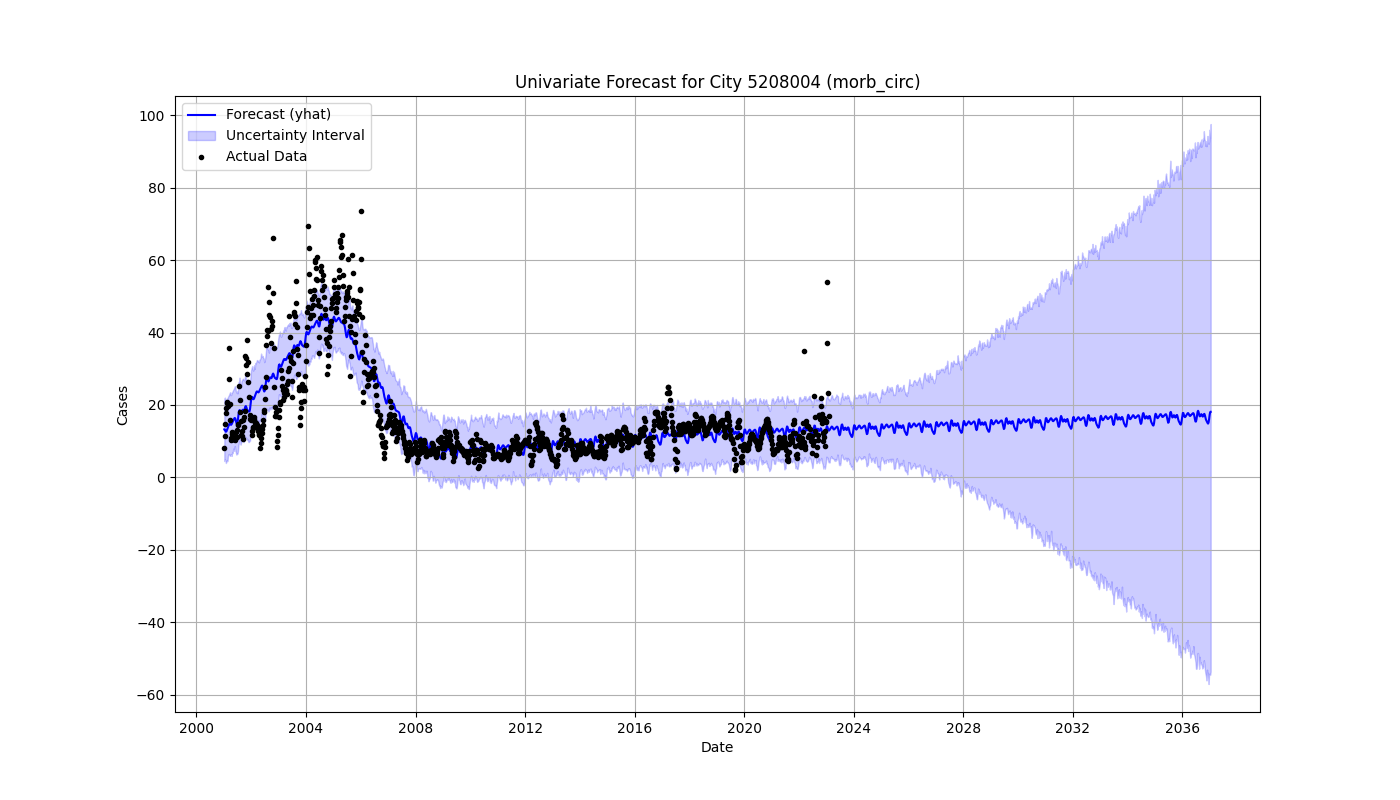 Univariate Forecast for City 5208004 (morb_circ)
Forecast (yhat)
Uncertainty Interval
Actual Data
100
80
60
40
20
0
−20
−40
−60
Cases
2000 2004 2008 2012 2016 2020 2024 2028 2032 2036
Date